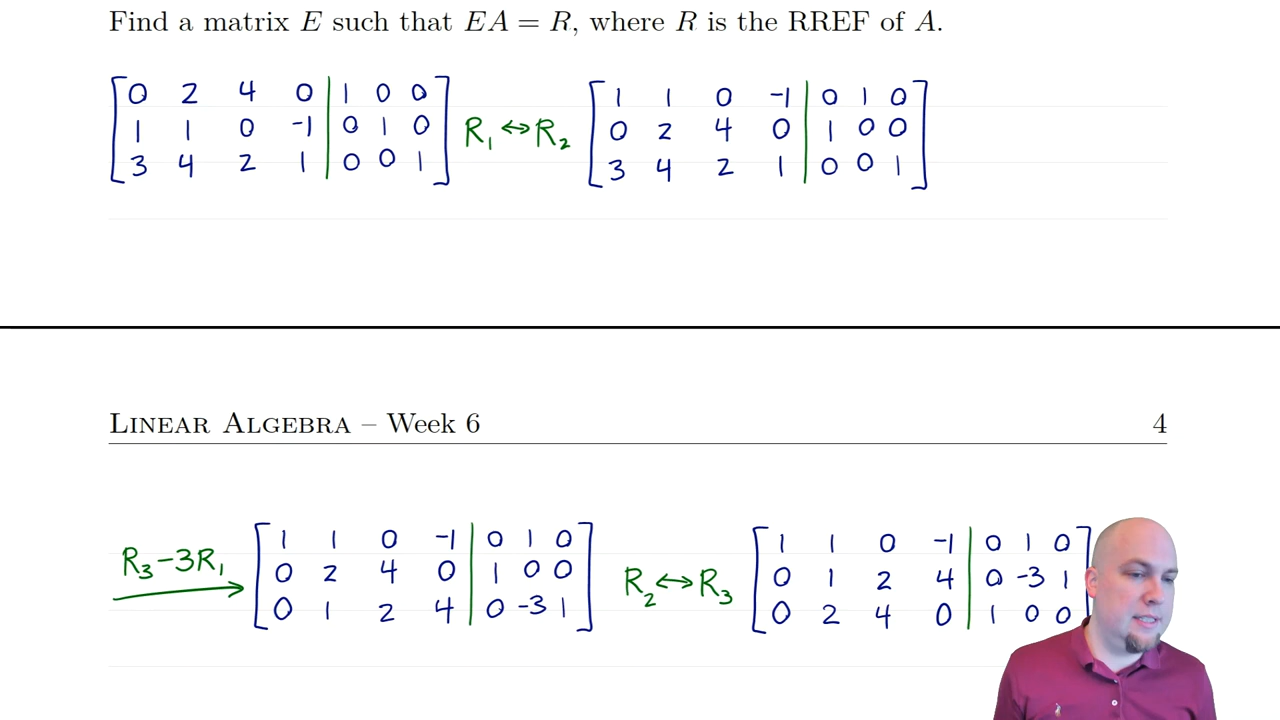 Find a matrix E such that EA = R, where R is the RREF of A.
0 2 4 0 | 1 0 0 1 1 0 -1 | 0 1 0
1 1 0 -1 | 0 1 0 R₁ ↔ R₂ 0 2 4 0 | 1 0 0
3 4 2 1 | 0 0 1 3 4 2 1 | 0 0 1
LINEAR ALGEBRA – Week 6 4
1 1 0 -1 | 0 1 0 1 1 0 -1 | 0 1 0
R₃-3R₁ 0 2 4 0 | 1 0 0 R₂ ↔ R₃ 0 1 2 4 | 0 -3 1
0 1 2 4 | 0 -3 1 0 2 4 0 | 1 0 0